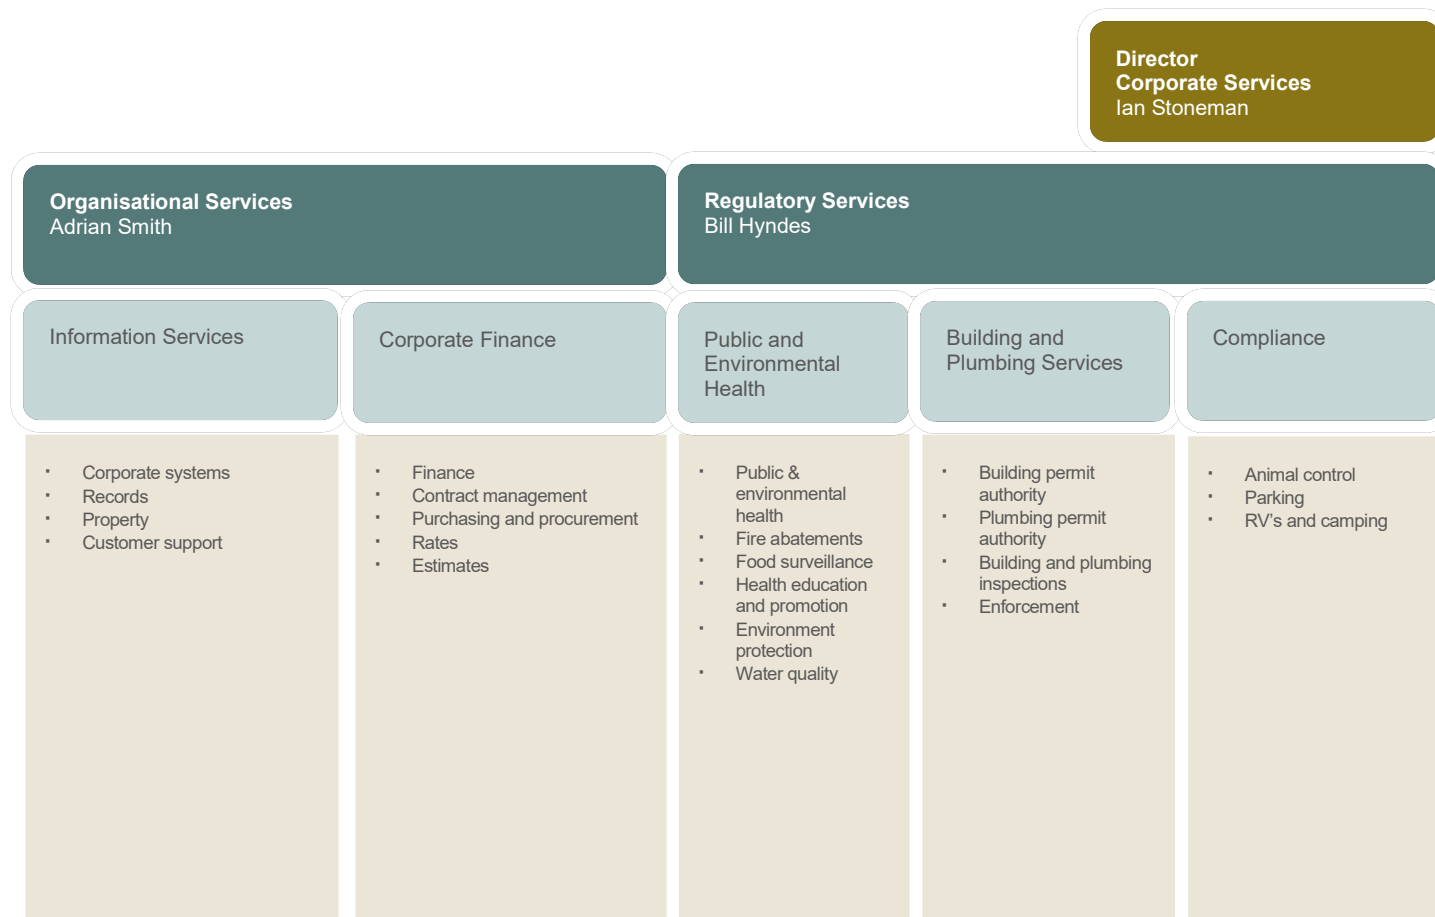 Director
Corporate Services
Ian Stoneman
Organisational Services
Adrian Smith
Regulatory Services
Bill Hyndes
Information Services
Corporate Finance
Public and
Environmental
Health
Building and
Plumbing Services
Compliance
▪ Corporate systems
▪ Records
▪ Property
▪ Customer support
▪ Finance
▪ Contract management
▪ Purchasing and procurement
▪ Rates
▪ Estimates
▪ Public &
environmental
health
▪ Fire abatements
▪ Food surveillance
▪ Health education
and promotion
▪ Environment
protection
▪ Water quality
▪ Building permit
authority
▪ Plumbing permit
authority
▪ Building and plumbing
inspections
▪ Enforcement
▪ Animal control
▪ Parking
▪ RV’s and camping